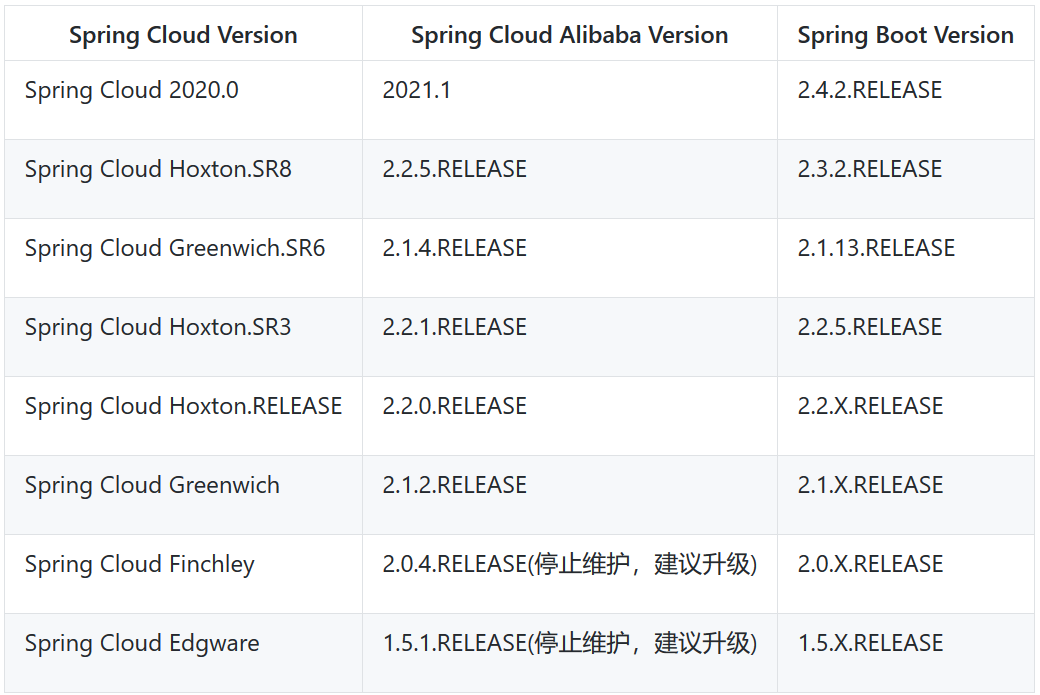 Spring Cloud Version Spring Cloud Alibaba Version Spring Boot Version
Spring Cloud 2020.0 2021.1 2.4.2.RELEASE
Spring Cloud Hoxton.SR8 2.2.5.RELEASE 2.3.2.RELEASE
Spring Cloud Greenwich.SR6 2.1.4.RELEASE 2.1.13.RELEASE
Spring Cloud Hoxton.SR3 2.2.1.RELEASE 2.2.5.RELEASE
Spring Cloud Hoxton.RELEASE 2.2.0.RELEASE 2.2.X.RELEASE
Spring Cloud Greenwich 2.1.2.RELEASE 2.1.X.RELEASE
Spring Cloud Finchley 2.0.4.RELEASE(停止维护，建议升级) 2.0.X.RELEASE
Spring Cloud Edgware 1.5.1.RELEASE(停止维护，建议升级) 1.5.X.RELEASE